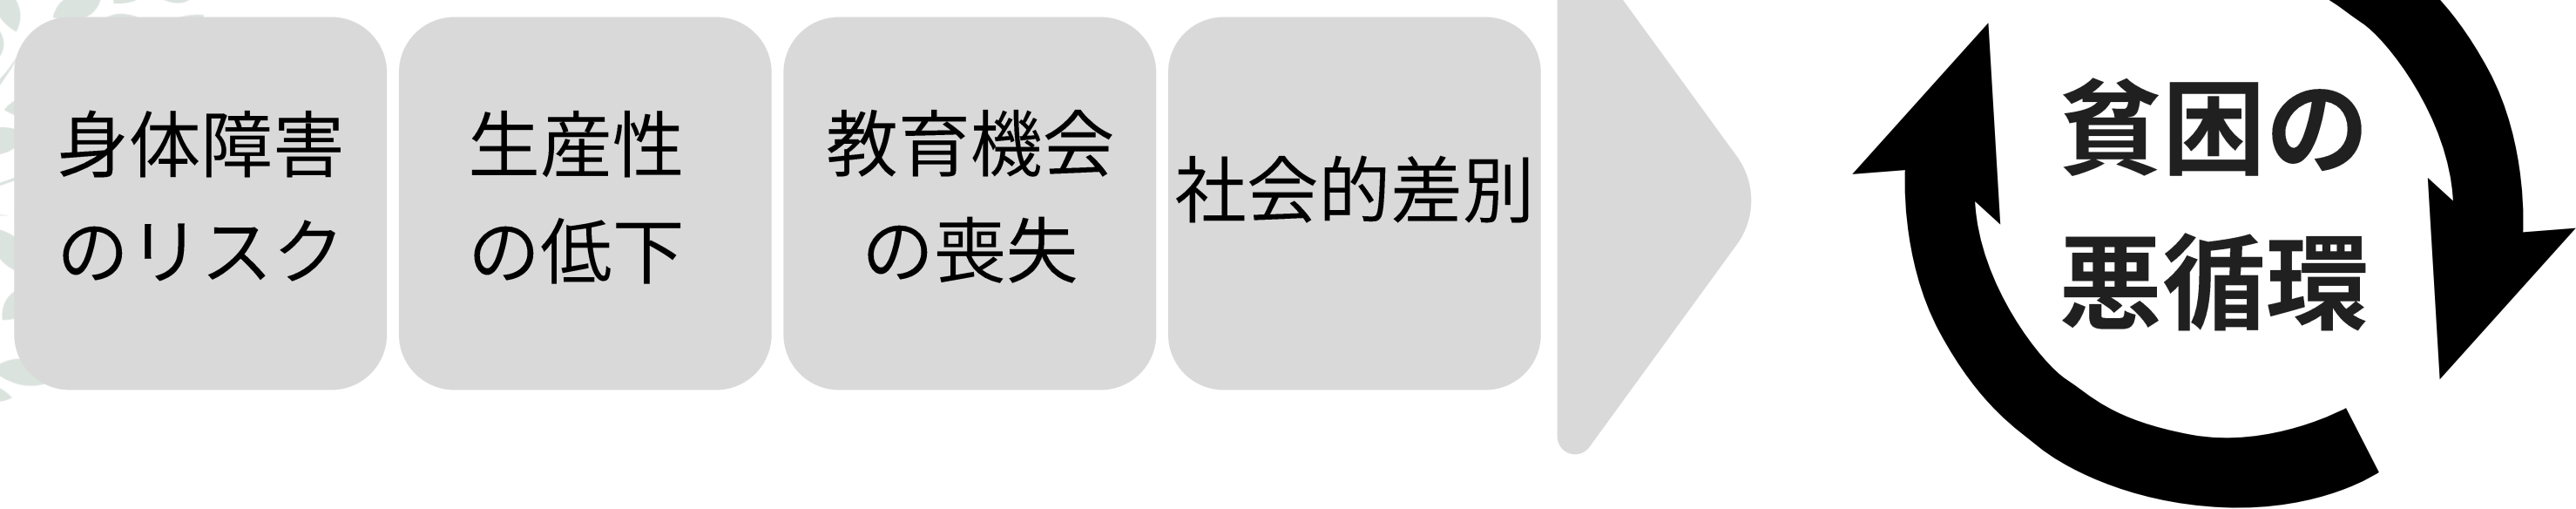 身体障害
のリスク
生産性
の低下
教育機会
の喪失
社会的差別
貧困の
悪循環